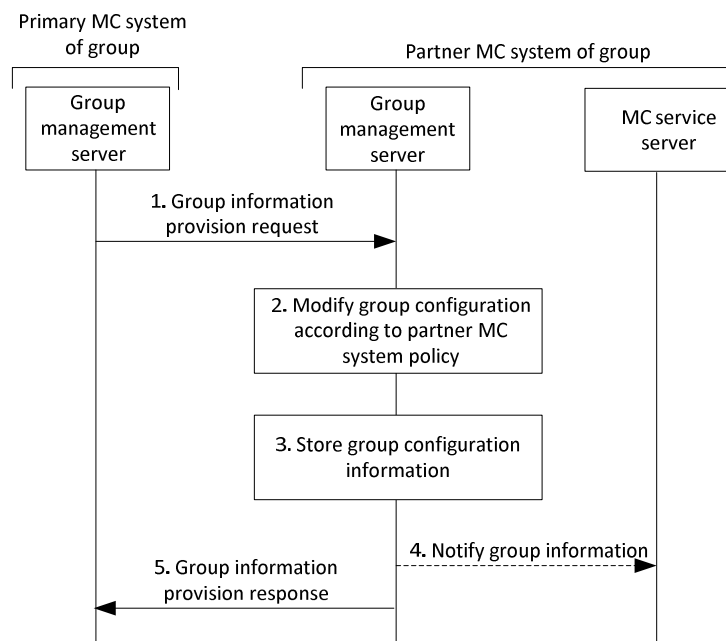 Primary MC system
of group
Partner MC system of group
Group
management
server
Group
management
server
MC service
server
1. Group information
provision request
2. Modify group configuration
according to partner MC
system policy
3. Store group configuration
information
4. Notify group information
5. Group information
provision response